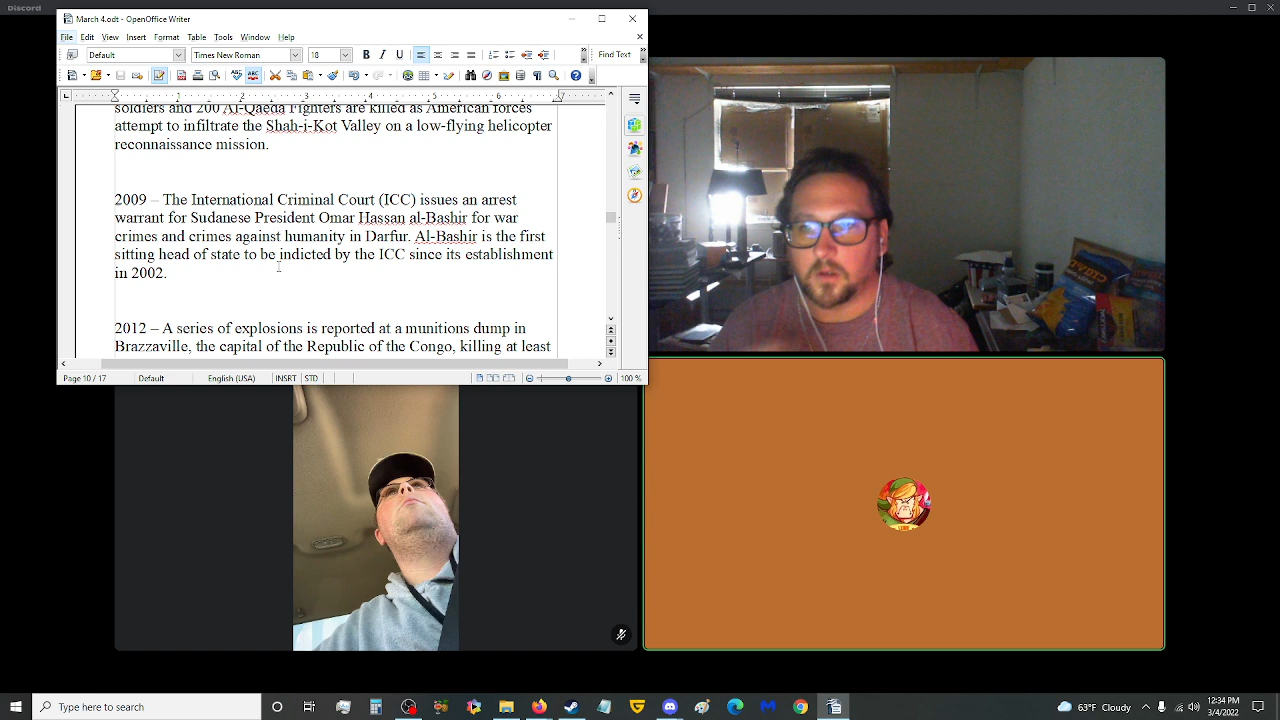 Discord
March 4.odt - OpenOffice Writer
File Edit View Insert Format Table Tools Window Help
Default Times New Roman 18 B I U Find Text
1 2 3 4 5 6 7
soldiers and 200 Al-Qaeda Fighters are killed as American forces
attempt to infiltrate the Shah-i-Kot Valley on a low-flying helicopter
reconnaissance mission.
2009 – The International Criminal Court (ICC) issues an arrest
warrant for Sudanese President Omar Hassan al-Bashir for war
crimes and crimes against humanity in Darfur. Al-Bashir is the first
sitting head of state to be indicted by the ICC since its establishment
in 2002.
2012 – A series of explosions is reported at a munitions dump in
Brazzaville, the capital of the Republic of the Congo, killing at least
Page 10 / 17 Default English (USA) INSRT STD 100 %
Type here to search
63°F Cloudy
12:34 PM
3/4/2022